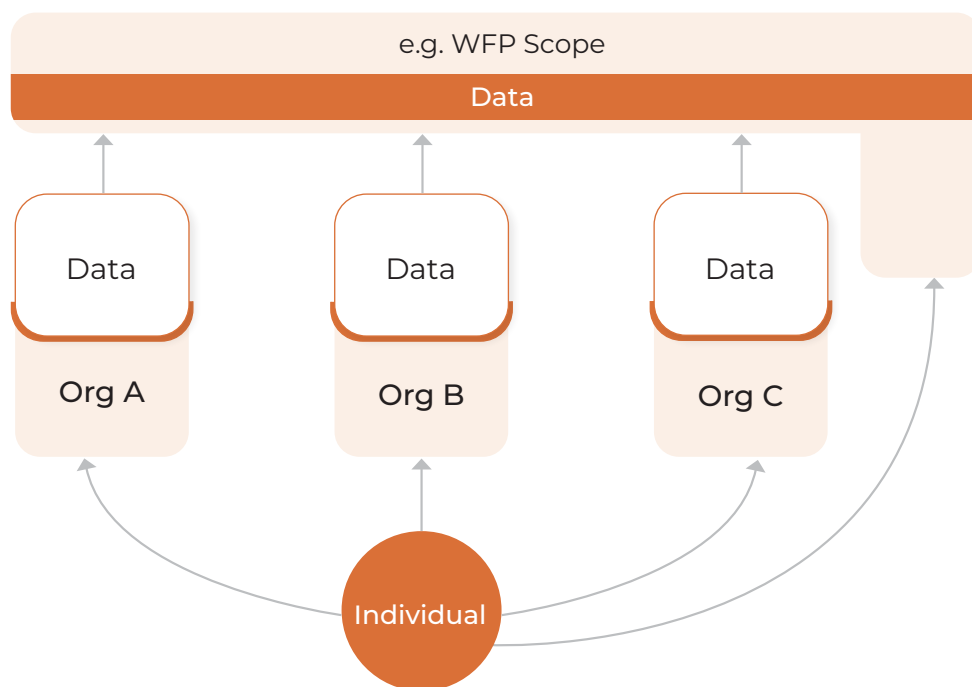 e.g. WFP Scope
Data
Data
Data
Data
Org A
Org B
Org C
Individual